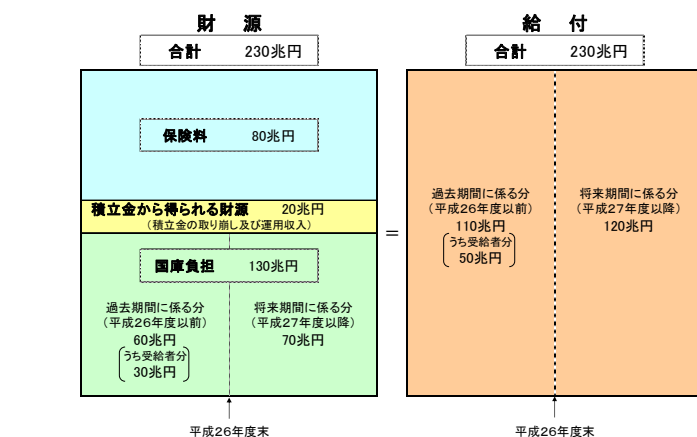 財　源
合計　230兆円
保険料　80兆円
積立金から得られる財源　20兆円
（積立金の取り崩し及び運用収入）
国庫負担　130兆円
過去期間に係る分
（平成26年度以前）
60兆円
うち受給者分
30兆円
将来期間に係る分
（平成27年度以降）
70兆円
平成26年度末
＝
給　付
合計　230兆円
過去期間に係る分
（平成26年度以前）
110兆円
うち受給者分
50兆円
将来期間に係る分
（平成27年度以降）
120兆円
平成26年度末